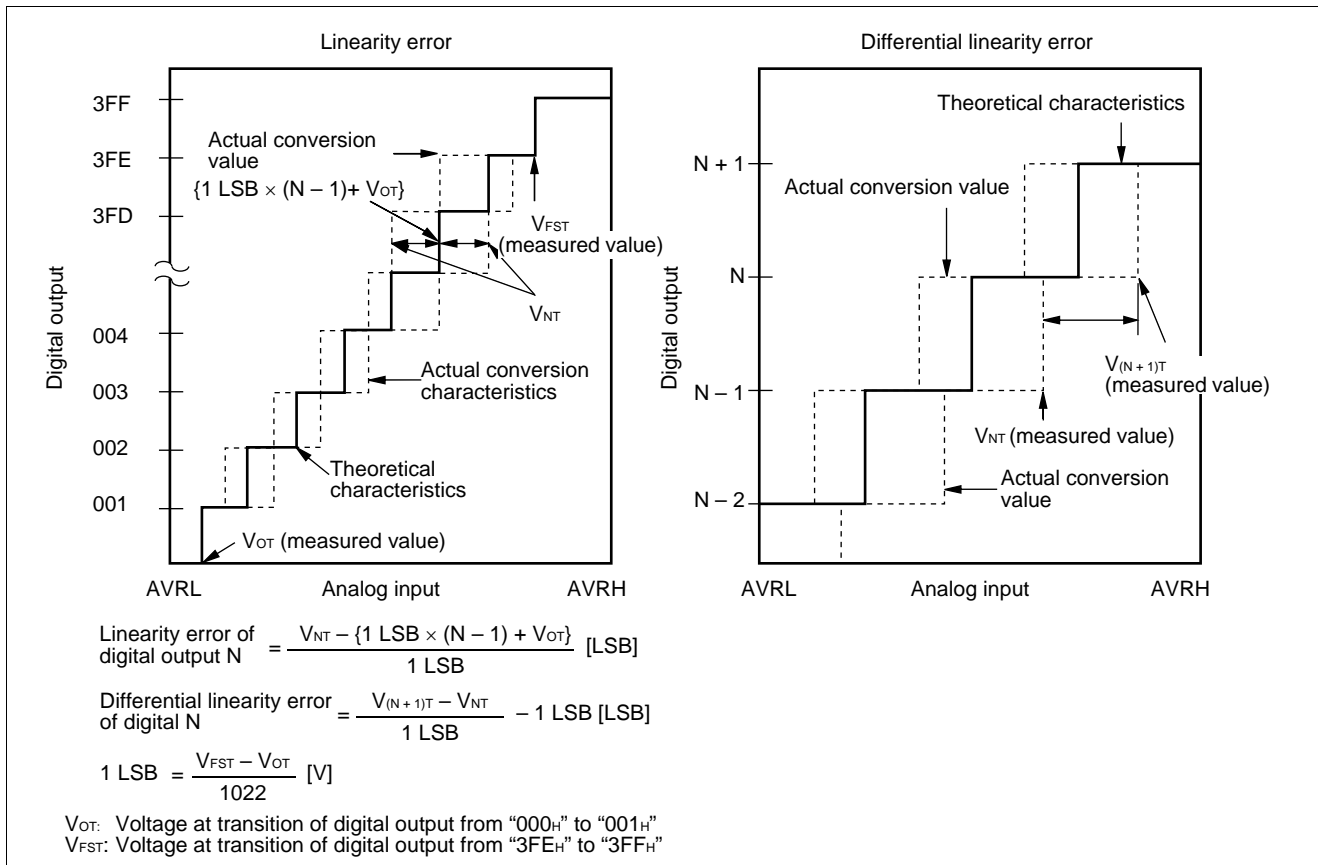 Linearity error
3FF
3FE
3FD
004
003
002
001
Digital output
Actual conversion
value
{1 LSB × (N – 1)+ VOT}
VFST
(measured value)
VNT
Actual conversion
characteristics
Theoretical
characteristics
VOT (measured value)
AVRL
Analog input
AVRH
Differential linearity error
N + 1
N
N – 1
N – 2
Digital output
Theoretical characteristics
Actual conversion value
V(N + 1)T
(measured value)
VNT (measured value)
Actual conversion
value
AVRL
Analog input
AVRH
Linearity error of
digital output N
= VNT – {1 LSB × (N – 1) + VOT}
1 LSB
[LSB]
Differential linearity error
of digital N
= V(N + 1)T – VNT
1 LSB
– 1 LSB [LSB]
1 LSB = VFST – VOT
1022
[V]
VOT: Voltage at transition of digital output from “000H” to “001H”
VFST: Voltage at transition of digital output from “3FEH” to “3FFH”